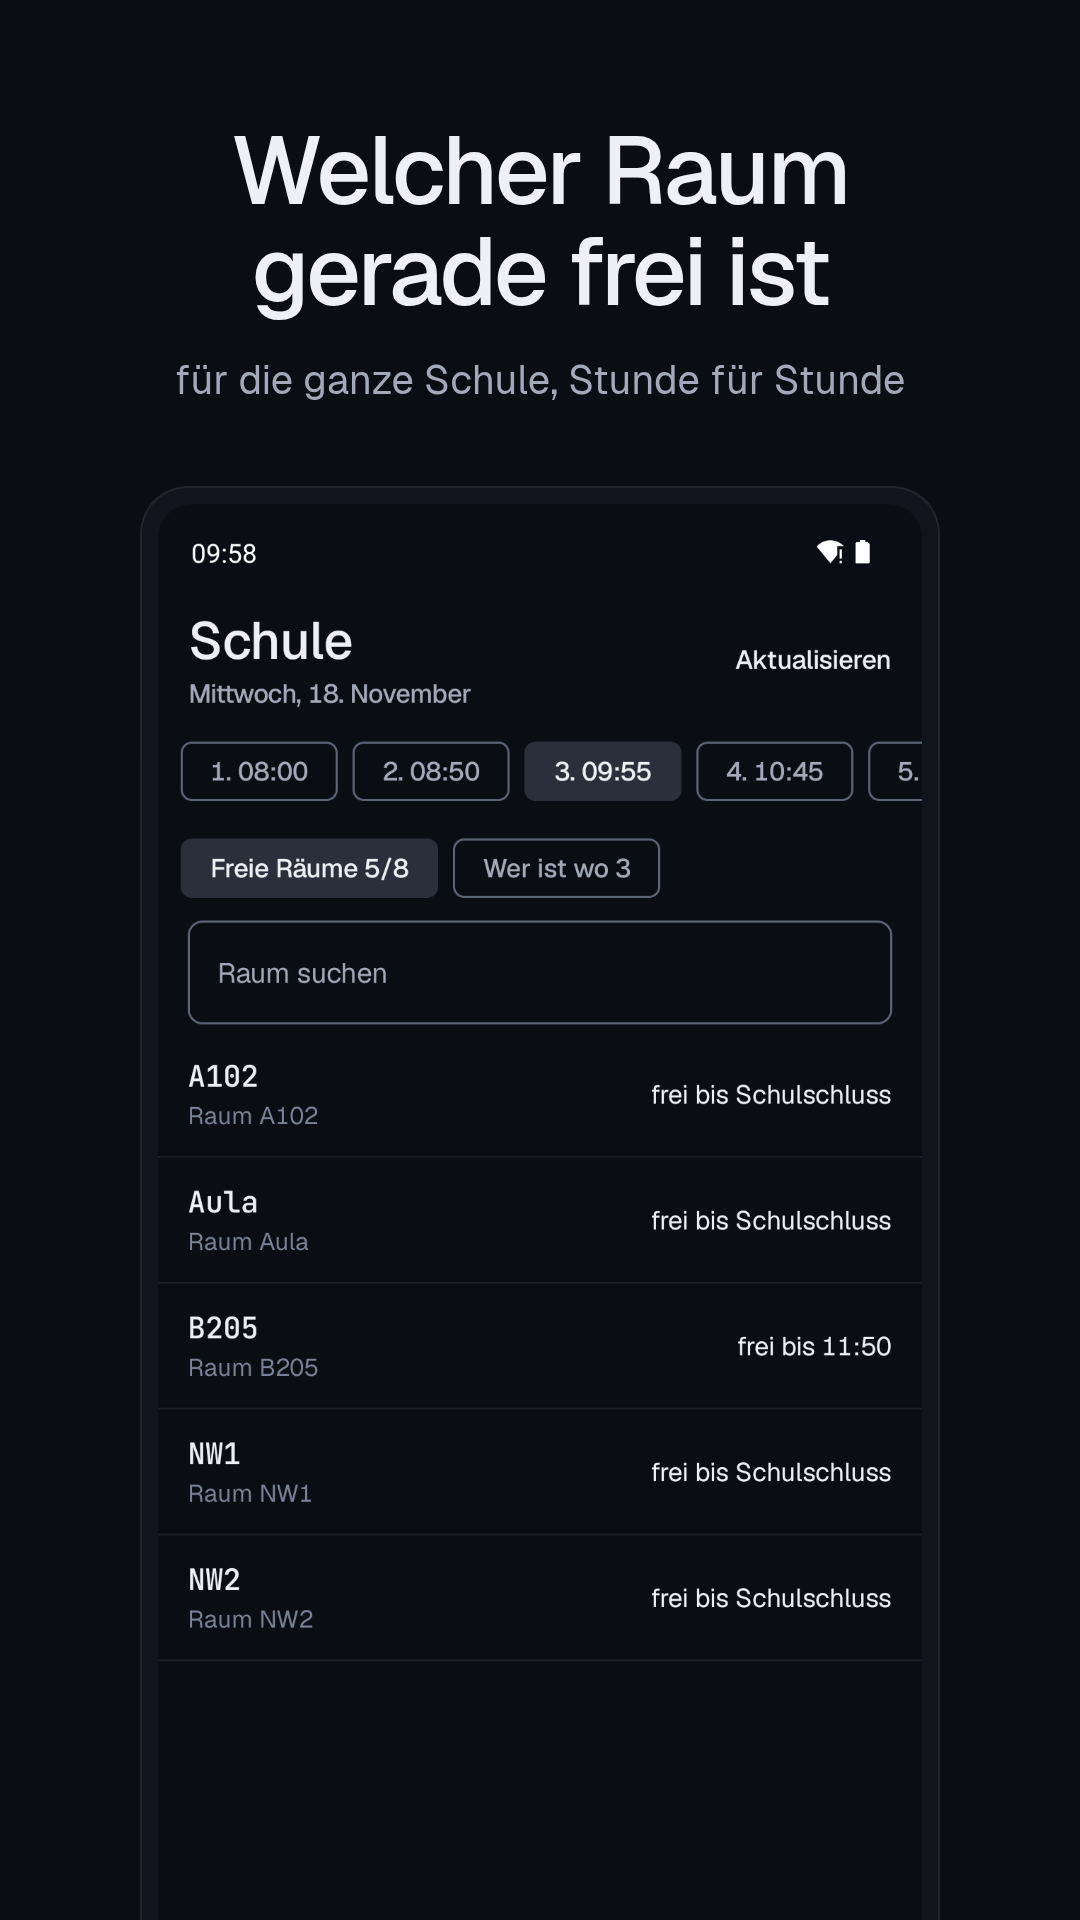 Welcher Raum
gerade frei ist
für die ganze Schule, Stunde für Stunde
09:58
Schule
Aktualisieren
Mittwoch, 18. November
1. 08:00 2. 08:50 3. 09:55 4. 10:45 5.
Freie Räume 5/8 Wer ist wo 3
Raum suchen
A102
frei bis Schulschluss
Raum A102
Aula
frei bis Schulschluss
Raum Aula
B205
frei bis 11:50
Raum B205
NW1
frei bis Schulschluss
Raum NW1
NW2
frei bis Schulschluss
Raum NW2